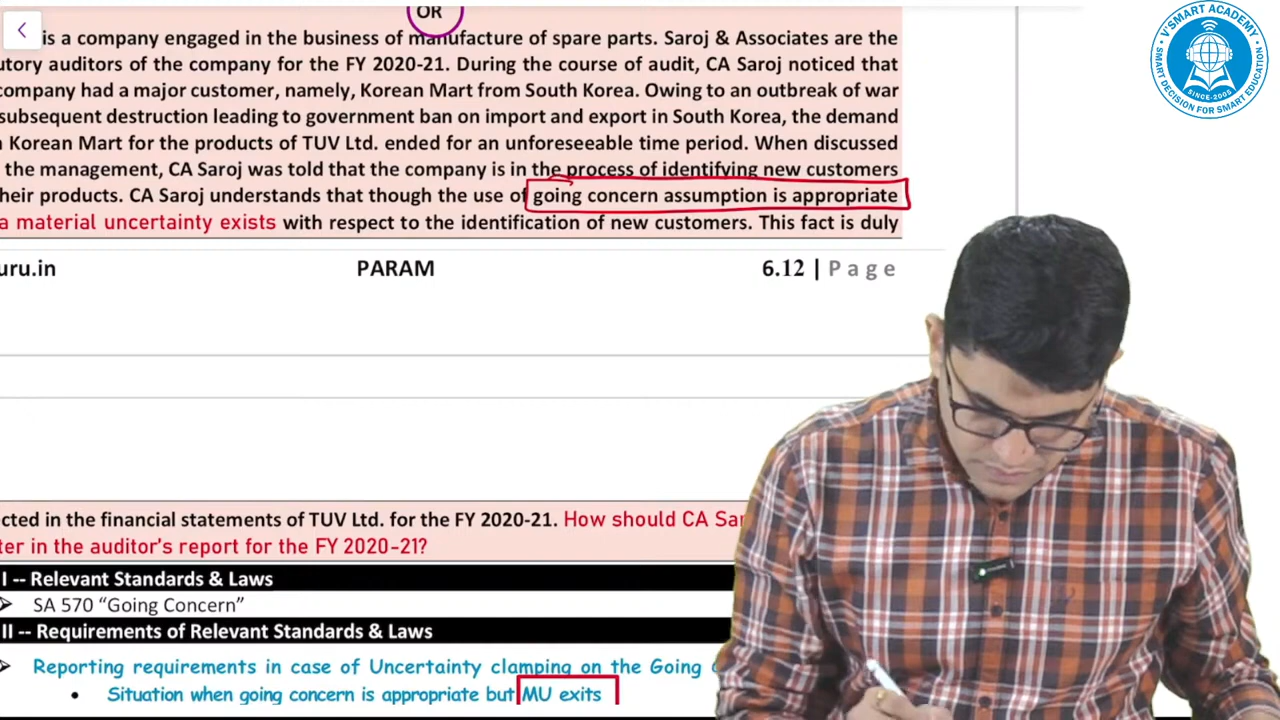 OR
is a company engaged in the business of manufacture of spare parts. Saroj & Associates are the
utory auditors of the company for the FY 2020-21. During the course of audit, CA Saroj noticed that
company had a major customer, namely, Korean Mart from South Korea. Owing to an outbreak of war
subsequent destruction leading to government ban on import and export in South Korea, the demand
Korean Mart for the products of TUV Ltd. ended for an unforeseeable time period. When discussed
the management, CA Saroj was told that the company is in the process of identifying new customers
heir products. CA Saroj understands that though the use of going concern assumption is appropriate
a material uncertainty exists with respect to the identification of new customers. This fact is duly
uru.in PARAM 6.12 | Page
cted in the financial statements of TUV Ltd. for the FY 2020-21. How should CA Sar
ter in the auditor's report for the FY 2020-21?
I -- Relevant Standards & Laws
SA 570 “Going Concern”
II -- Requirements of Relevant Standards & Laws
Reporting requirements in case of Uncertainty clamping on the Going
Situation when going concern is appropriate but MU exits
V'SMART ACADEMY
SMART DECISION FOR SMART EDUCATION
SINCE-2005